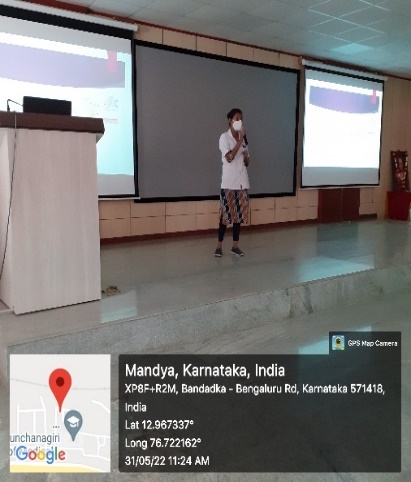 GPS Map Camera
Mandya, Karnataka, India
XP8F+R2M, Bandadka - Bengaluru Rd, Karnataka 571418,
India
Lat 12.967337°
Long 76.722162°
31/05/22 11:24 AM
unchanagiri
Google